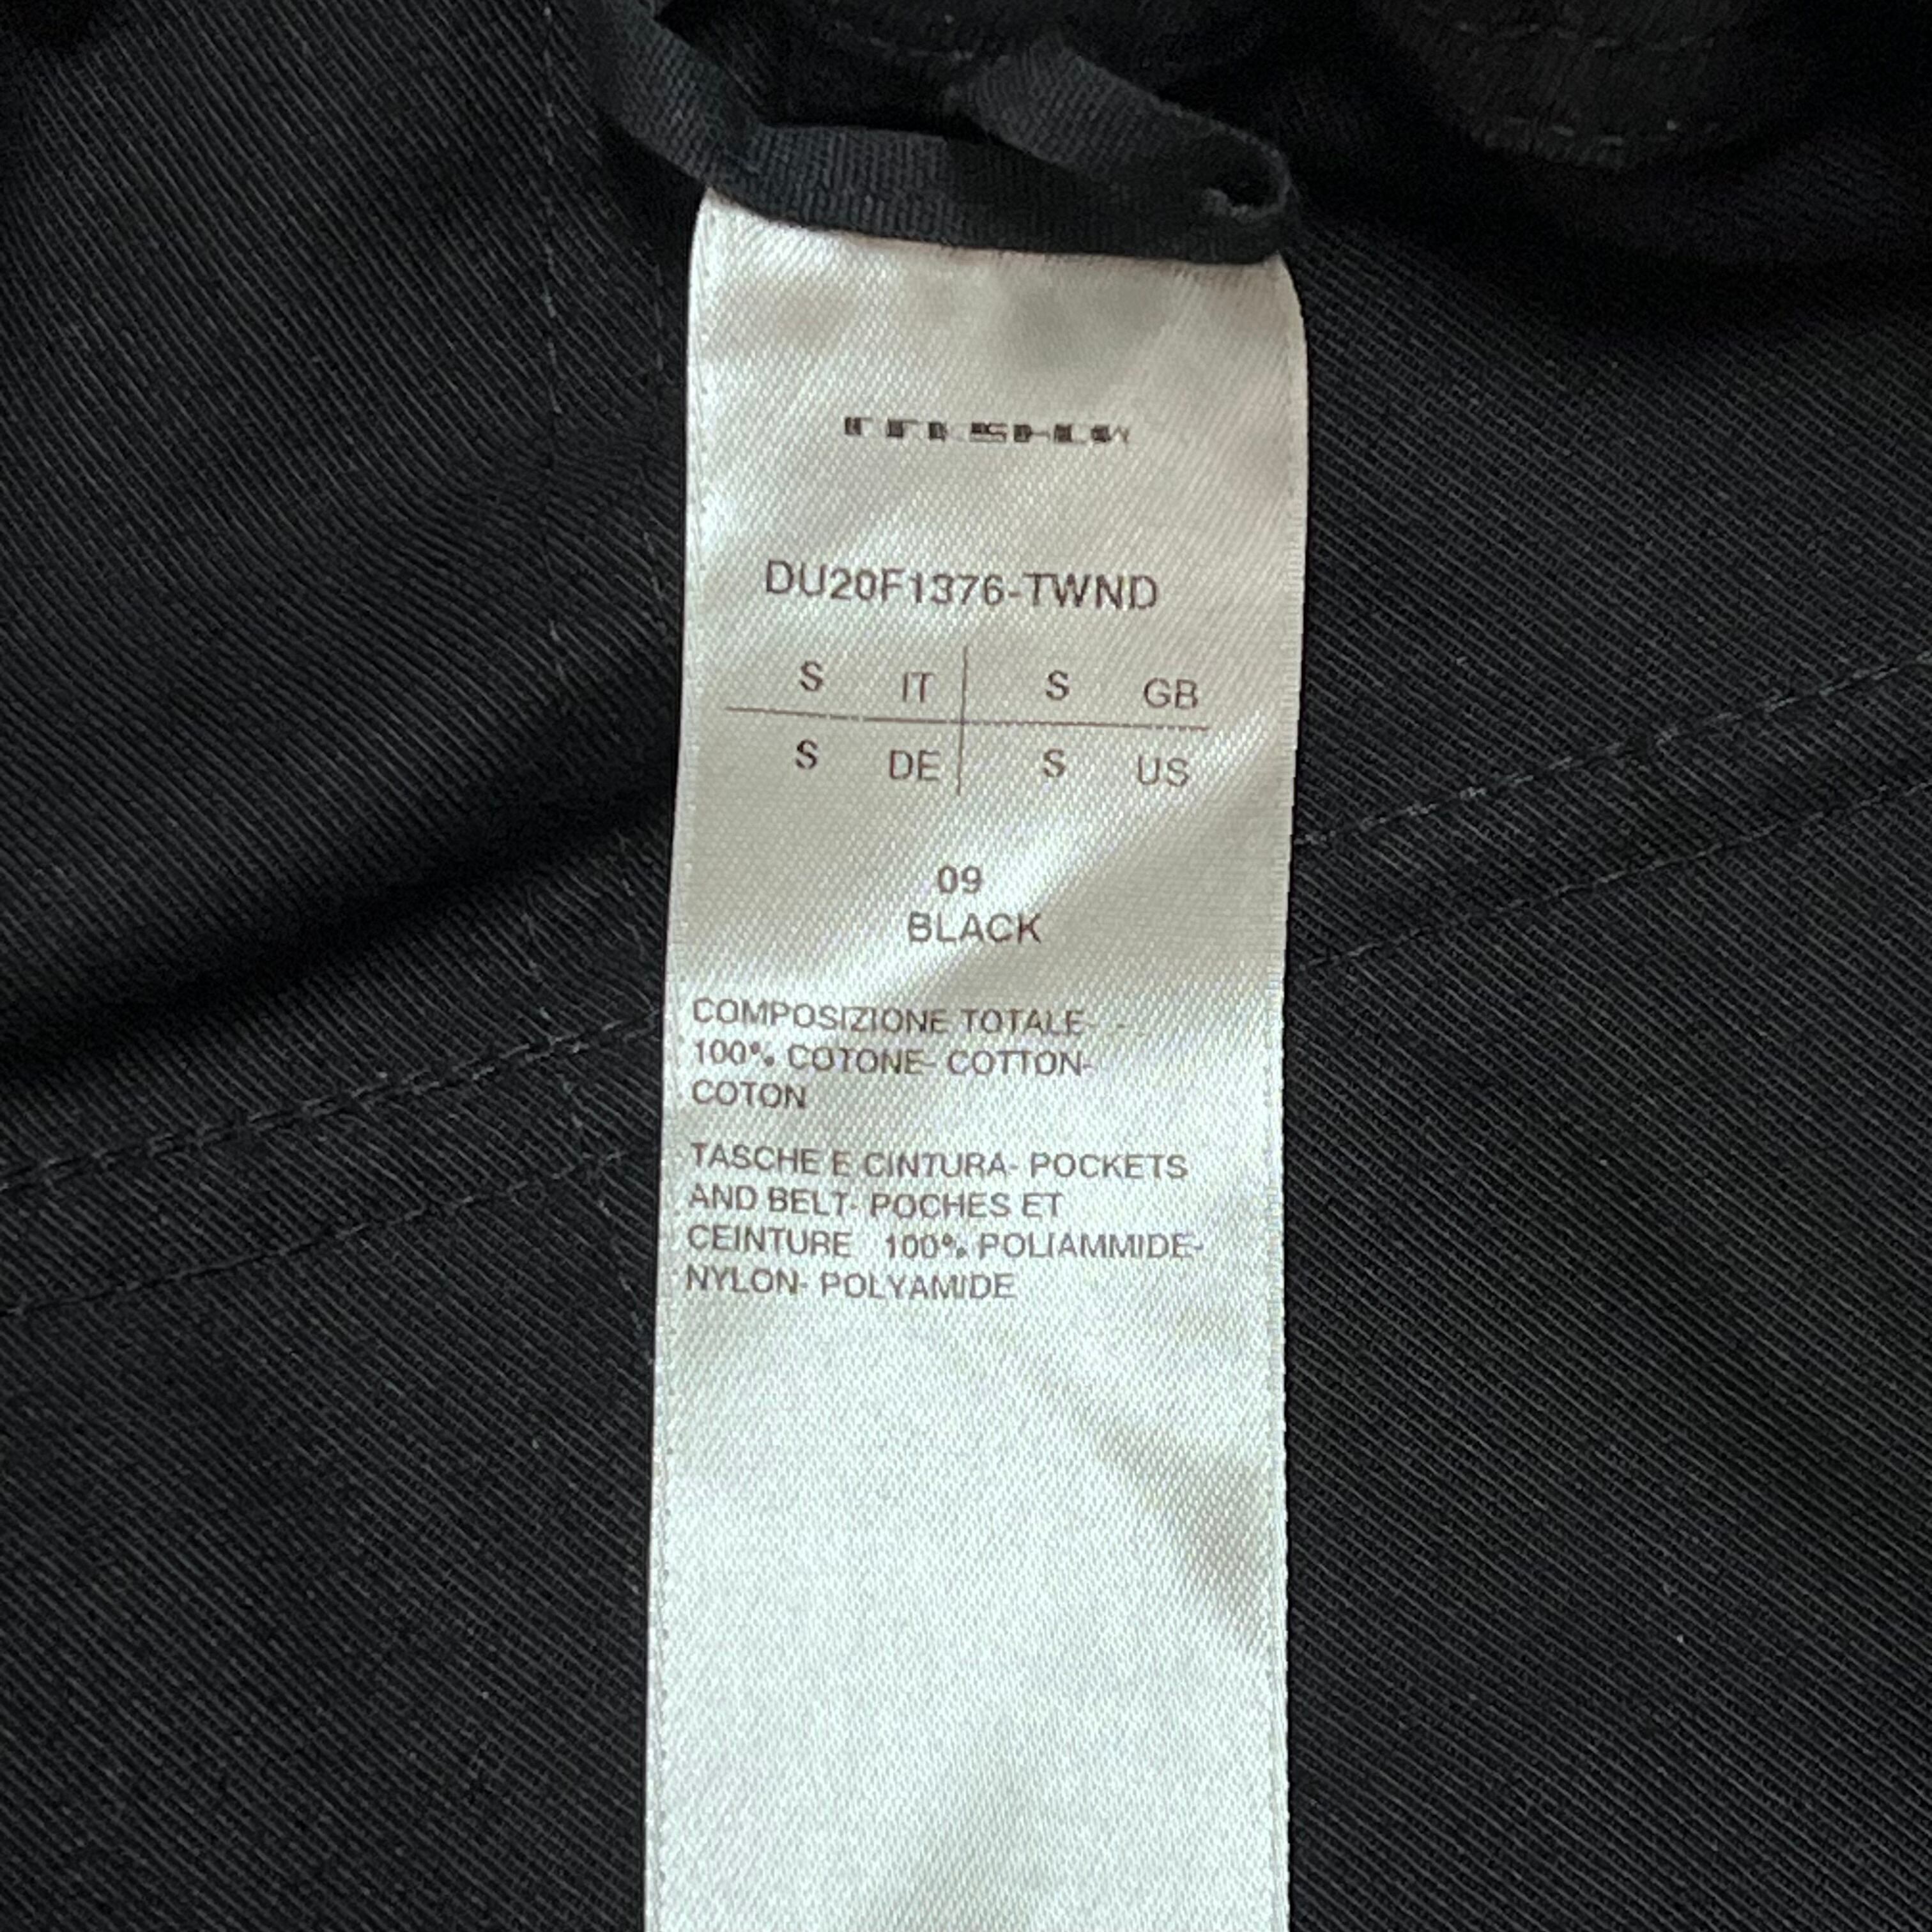 DU20F1376-TWND
S IT S GB
S DE S US
09
BLACK
COMPOSIZIONE TOTALE- -
100% COTONE- COTTON-
COTON
TASCHE E CINTURA- POCKETS
AND BELT- POCHES ET
CEINTURE 100% POLIAMMIDE-
NYLON- POLYAMIDE